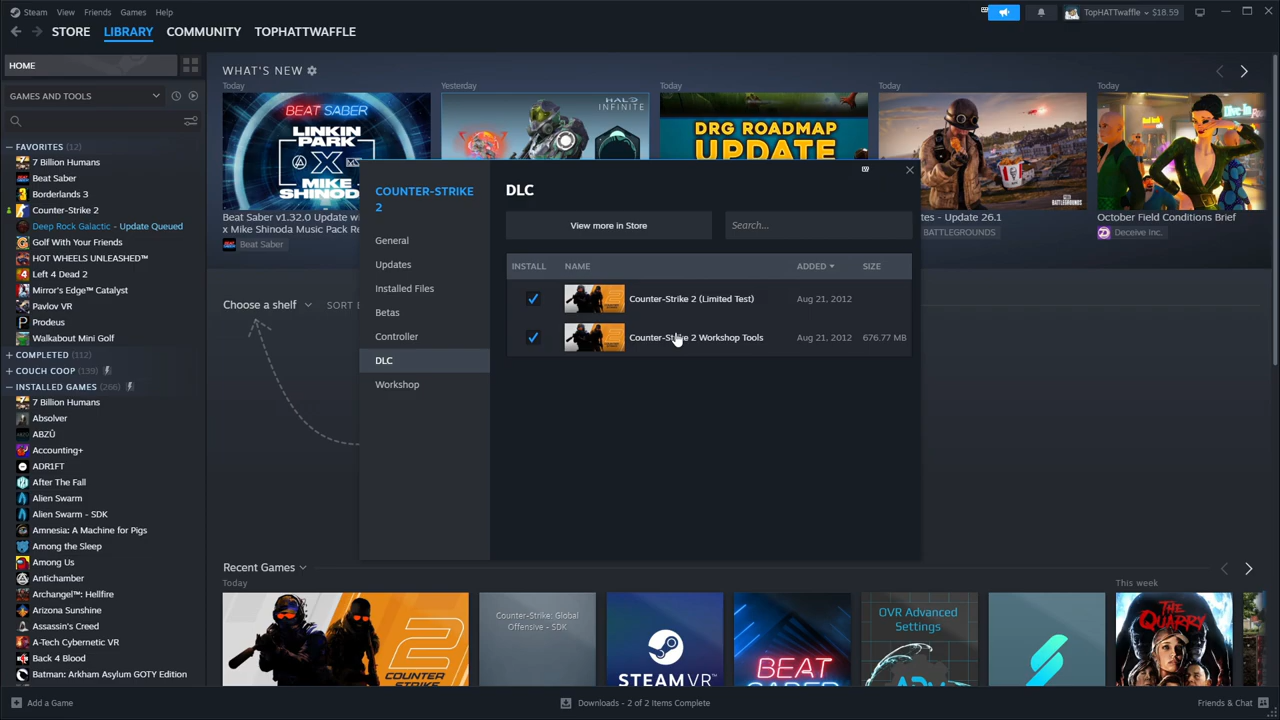 Steam View Friends Games Help
TopHATTwaffle $18.59
STORE LIBRARY COMMUNITY TOPHATTWAFFLE
HOME
GAMES AND TOOLS
FAVORITES (12)
7 Billion Humans
Beat Saber
Borderlands 3
Counter-Strike 2
Deep Rock Galactic - Update Queued
Golf With Your Friends
HOT WHEELS UNLEASHED™
Left 4 Dead 2
Mirror's Edge™ Catalyst
Pavlov VR
Prodeus
Walkabout Mini Golf
COMPLETED (112)
COUCH COOP (139)
INSTALLED GAMES (266)
7 Billion Humans
Absolver
ABZÛ
Accounting+
ADR1FT
After The Fall
Alien Swarm
Alien Swarm - SDK
Amnesia: A Machine for Pigs
Among the Sleep
Among Us
Antichamber
Archangel™: Hellfire
Arizona Sunshine
Assassin's Creed
A-Tech Cybernetic VR
Back 4 Blood
Batman: Arkham Asylum GOTY Edition
WHAT'S NEW
Today
BEAT SABER
LINKIN
PARK
X
MIKE
SHINODA
Beat Saber v1.32.0 Update wi
x Mike Shinoda Music Pack Re
Beat Saber
Yesterday
HALO
INFINITE
Today
DRG ROADMAP
UPDATE
Today
tes - Update 26.1
BATTLEGROUNDS
Today
October Field Conditions Brief
Deceive Inc.
Choose a shelf
SORT
COUNTER-STRIKE
2
General
Updates
Installed Files
Betas
Controller
DLC
Workshop
DLC
View more in Store
Search...
INSTALL NAME ADDED SIZE
Counter-Strike 2 (Limited Test) Aug 21, 2012
Counter-Strike 2 Workshop Tools Aug 21, 2012 676.77 MB
Recent Games
Today
This week
2
COUNTER
STRIKE
Counter-Strike: Global
Offensive - SDK
STEAMVR
BEAT
SABER
OVR Advanced
Settings
THE
QUARRY
Add a Game
Downloads - 2 of 2 Items Complete
Friends & Chat